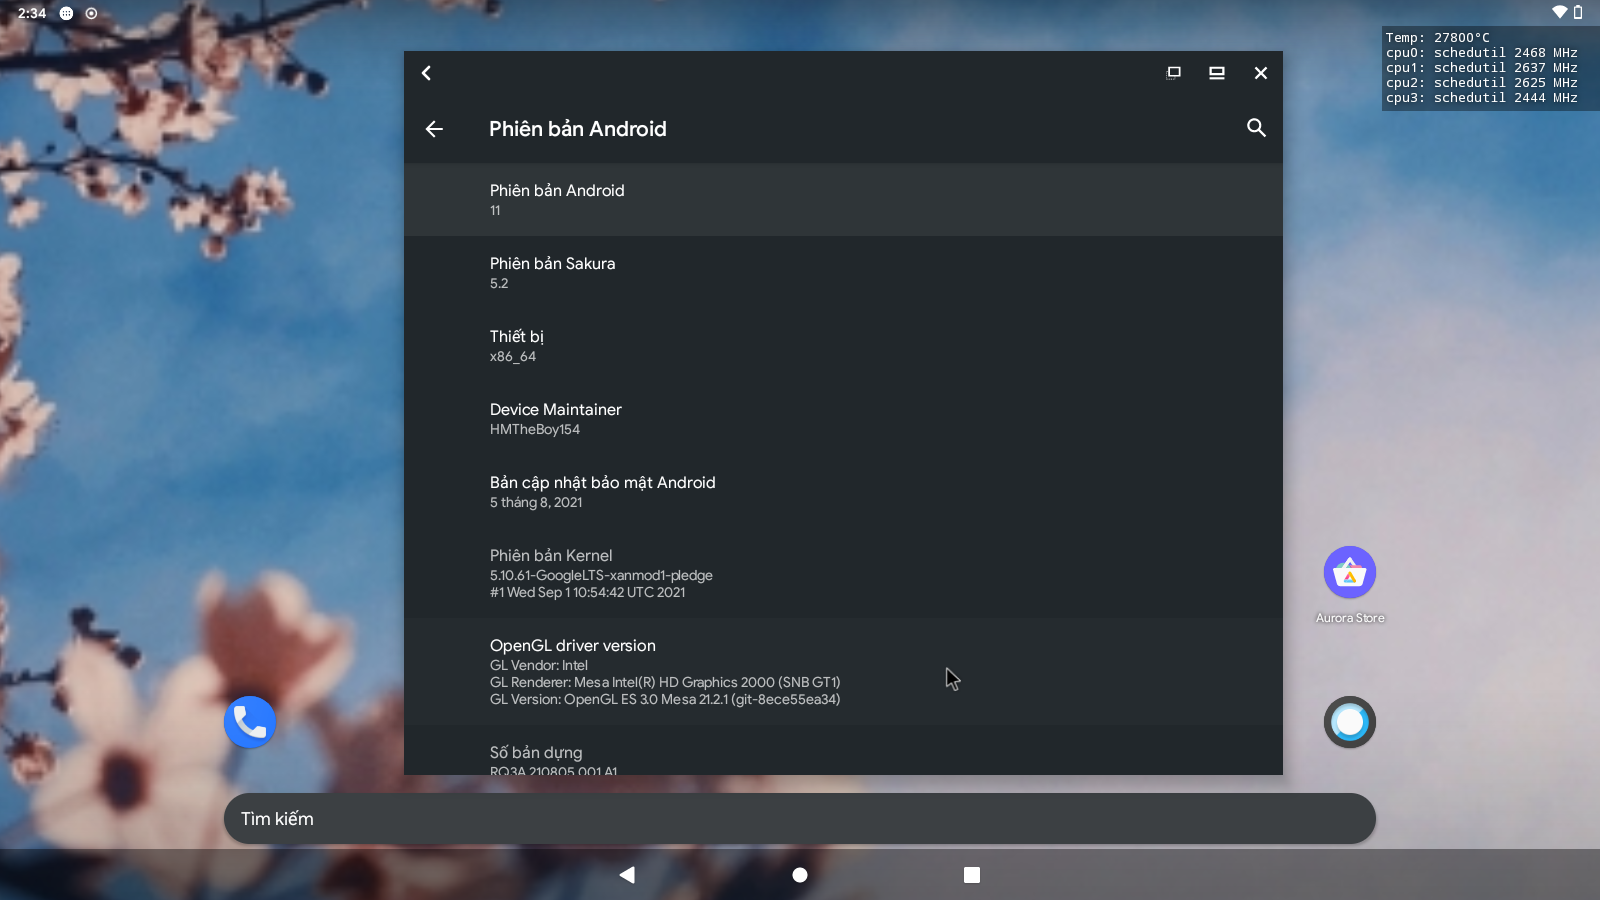 2:34
Temp: 27800°C
cpu0: schedutil 2468 MHz
cpu1: schedutil 2637 MHz
cpu2: schedutil 2625 MHz
cpu3: schedutil 2444 MHz
Phiên bản Android
Phiên bản Android
11
Phiên bản Sakura
5.2
Thiết bị
x86_64
Device Maintainer
HMTheBoy154
Bản cập nhật bảo mật Android
5 tháng 8, 2021
Phiên bản Kernel
5.10.61-GoogleLTS-xanmod1-pledge
#1 Wed Sep 1 10:54:42 UTC 2021
OpenGL driver version
GL Vendor: Intel
GL Renderer: Mesa Intel(R) HD Graphics 2000 (SNB GT1)
GL Version: OpenGL ES 3.0 Mesa 21.2.1 (git-8ece55ea34)
Số bản dựng
RQ3A.210805.001.A1
Aurora Store
Tìm kiếm